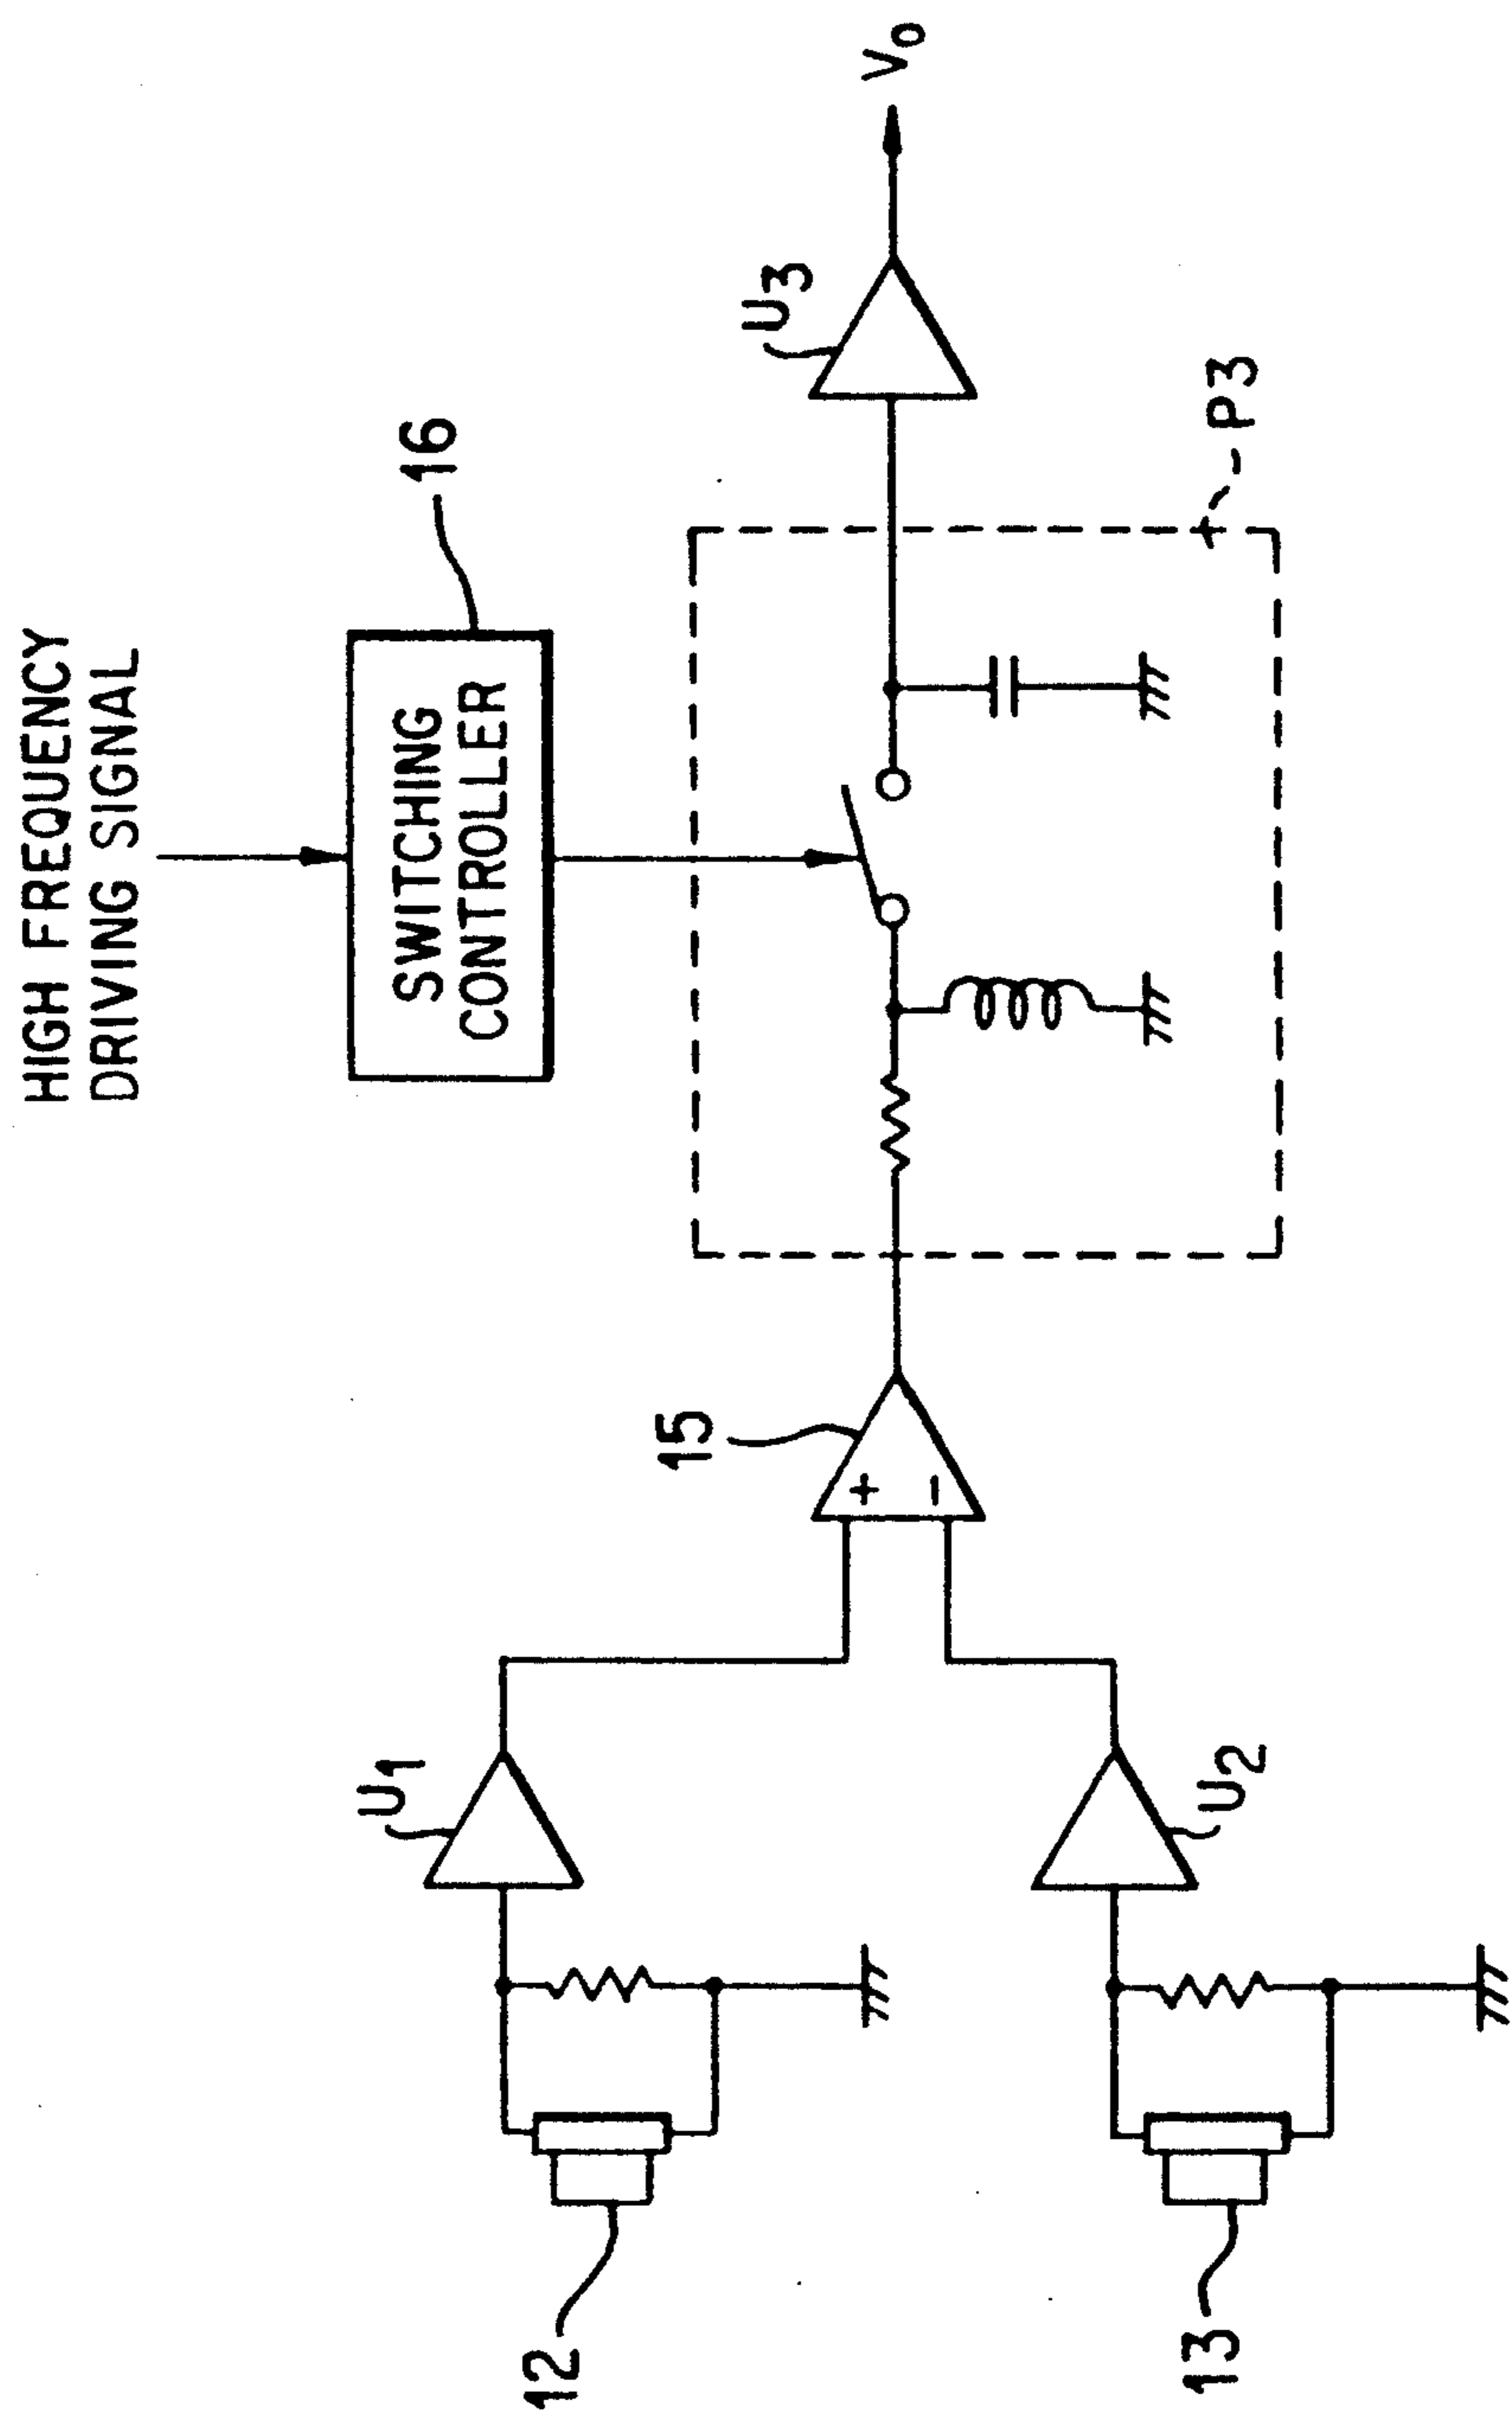 HIGH FREQUENCY
DRIVING SIGNAL
16
SWITCHING
CONTROLLER
U1
15
+
-
U3
V0
P3
U2
12
13